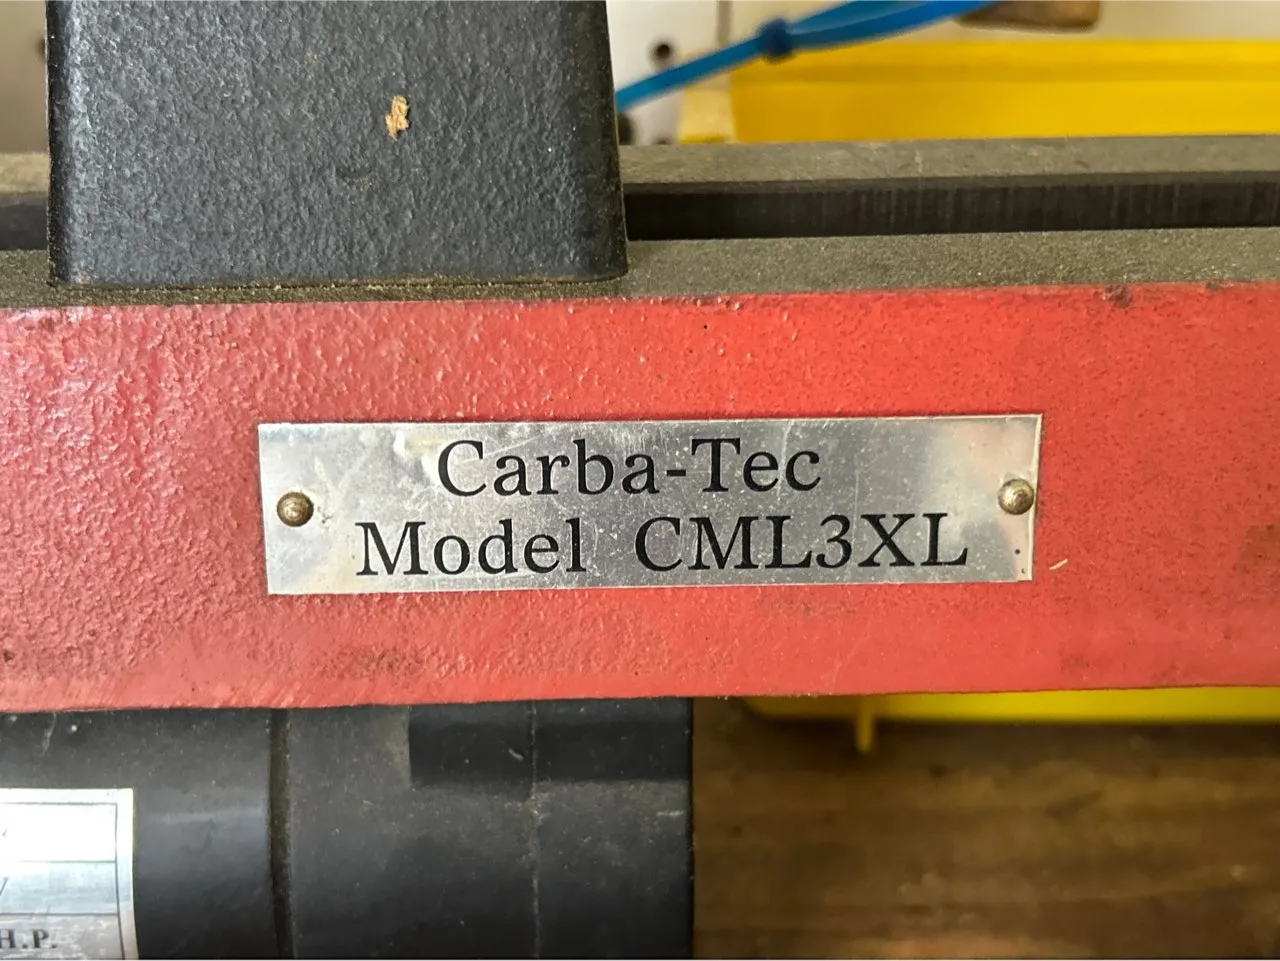 Carba-Tec
Model CML3XL
H.P.